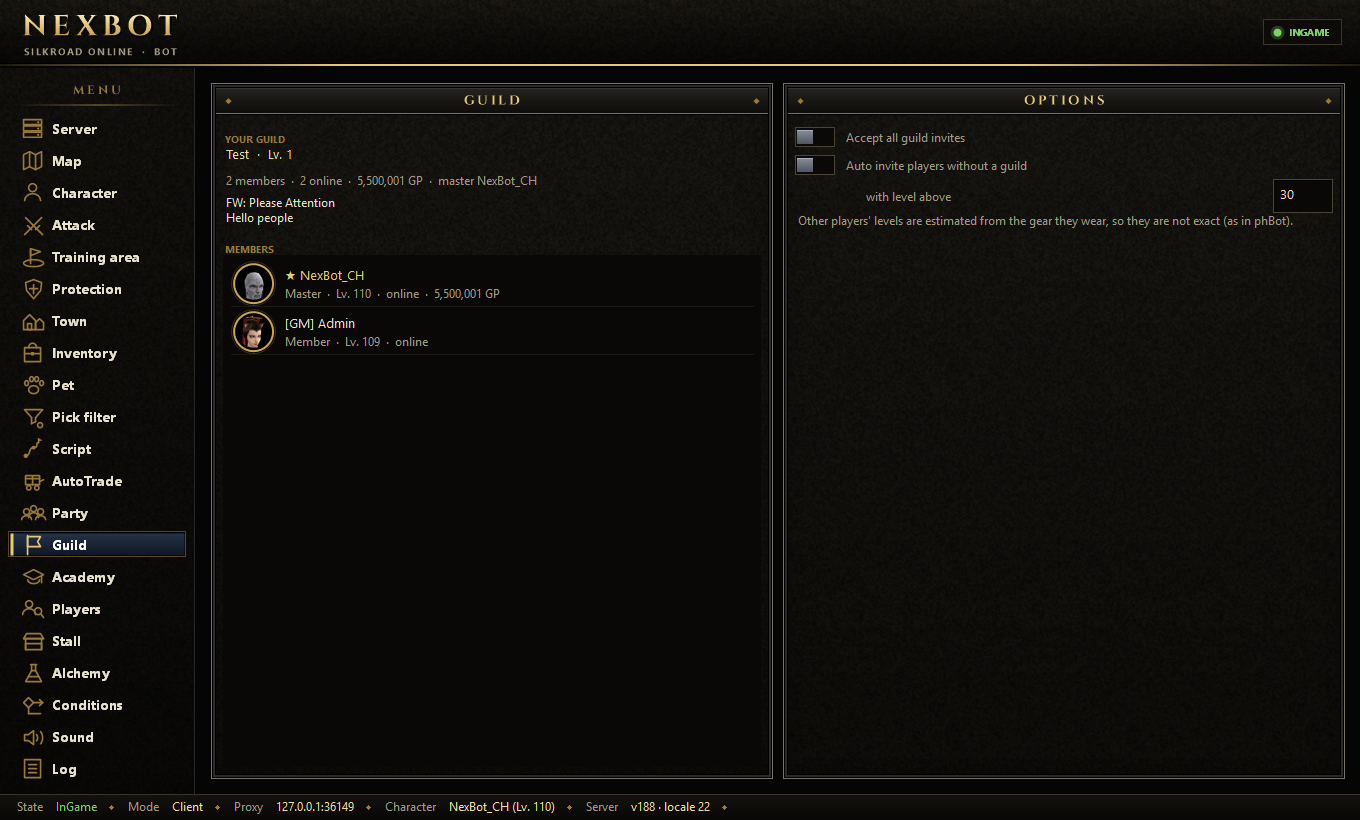 NEXBOT
SILKROAD ONLINE · BOT
INGAME
MENU
Server
Map
Character
Attack
Training area
Protection
Town
Inventory
Pet
Pick filter
Script
AutoTrade
Party
Guild
Academy
Players
Stall
Alchemy
Conditions
Sound
Log
GUILD
YOUR GUILD
Test · Lv. 1
2 members · 2 online · 5,500,001 GP · master NexBot_CH
FW: Please Attention
Hello people
MEMBERS
★ NexBot_CH
Master · Lv. 110 · online · 5,500,001 GP
[GM] Admin
Member · Lv. 109 · online
OPTIONS
Accept all guild invites
Auto invite players without a guild
with level above 30
Other players' levels are estimated from the gear they wear, so they are not exact (as in phBot).
State InGame Mode Client Proxy 127.0.0.1:36149 Character NexBot_CH (Lv. 110) Server v188 · locale 22